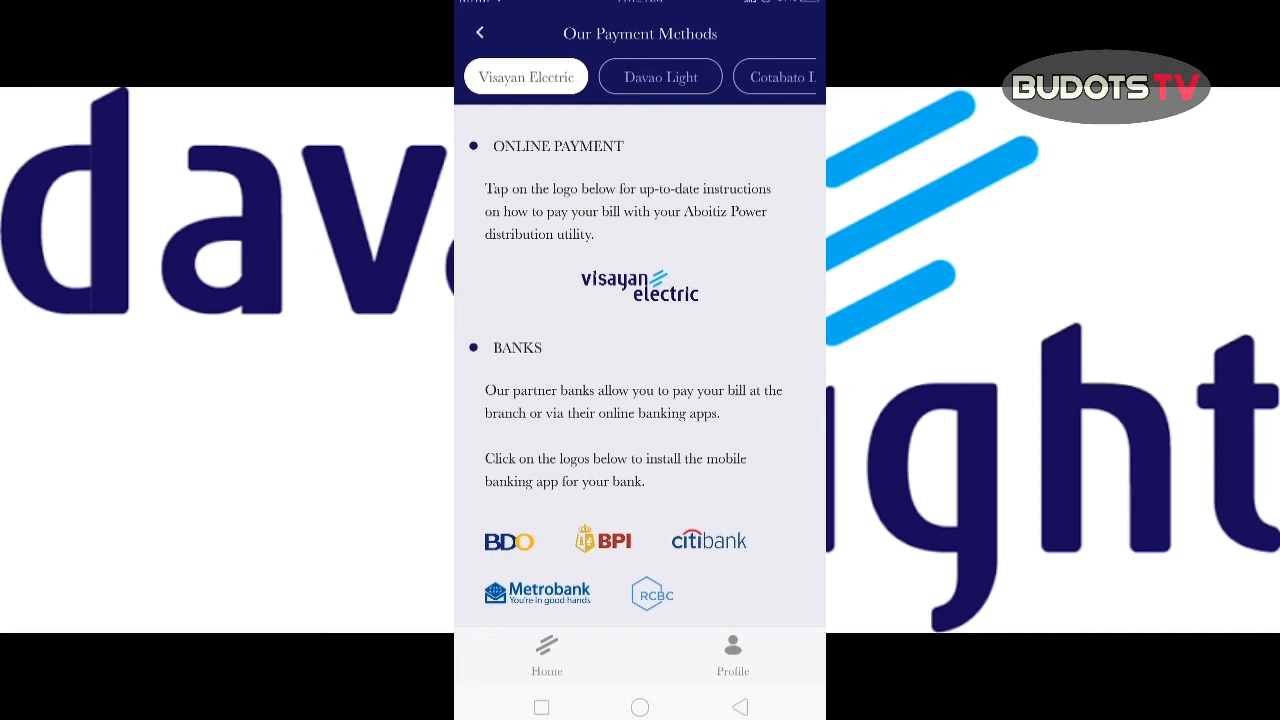 Our Payment Methods
BUDOTS TV
Visayan Electric
Davao Light
Cotabato L
ONLINE PAYMENT
Tap on the logo below for up-to-date instructions
on how to pay your bill with your Aboitiz Power
distribution utility.
visayan
electric
BANKS
Our partner banks allow you to pay your bill at the
branch or via their online banking apps.
Click on the logos below to install the mobile
banking app for your bank.
BDO
BPI
citibank
Metrobank
You're in good hands
RCBC
Home
Profile
dav
ght